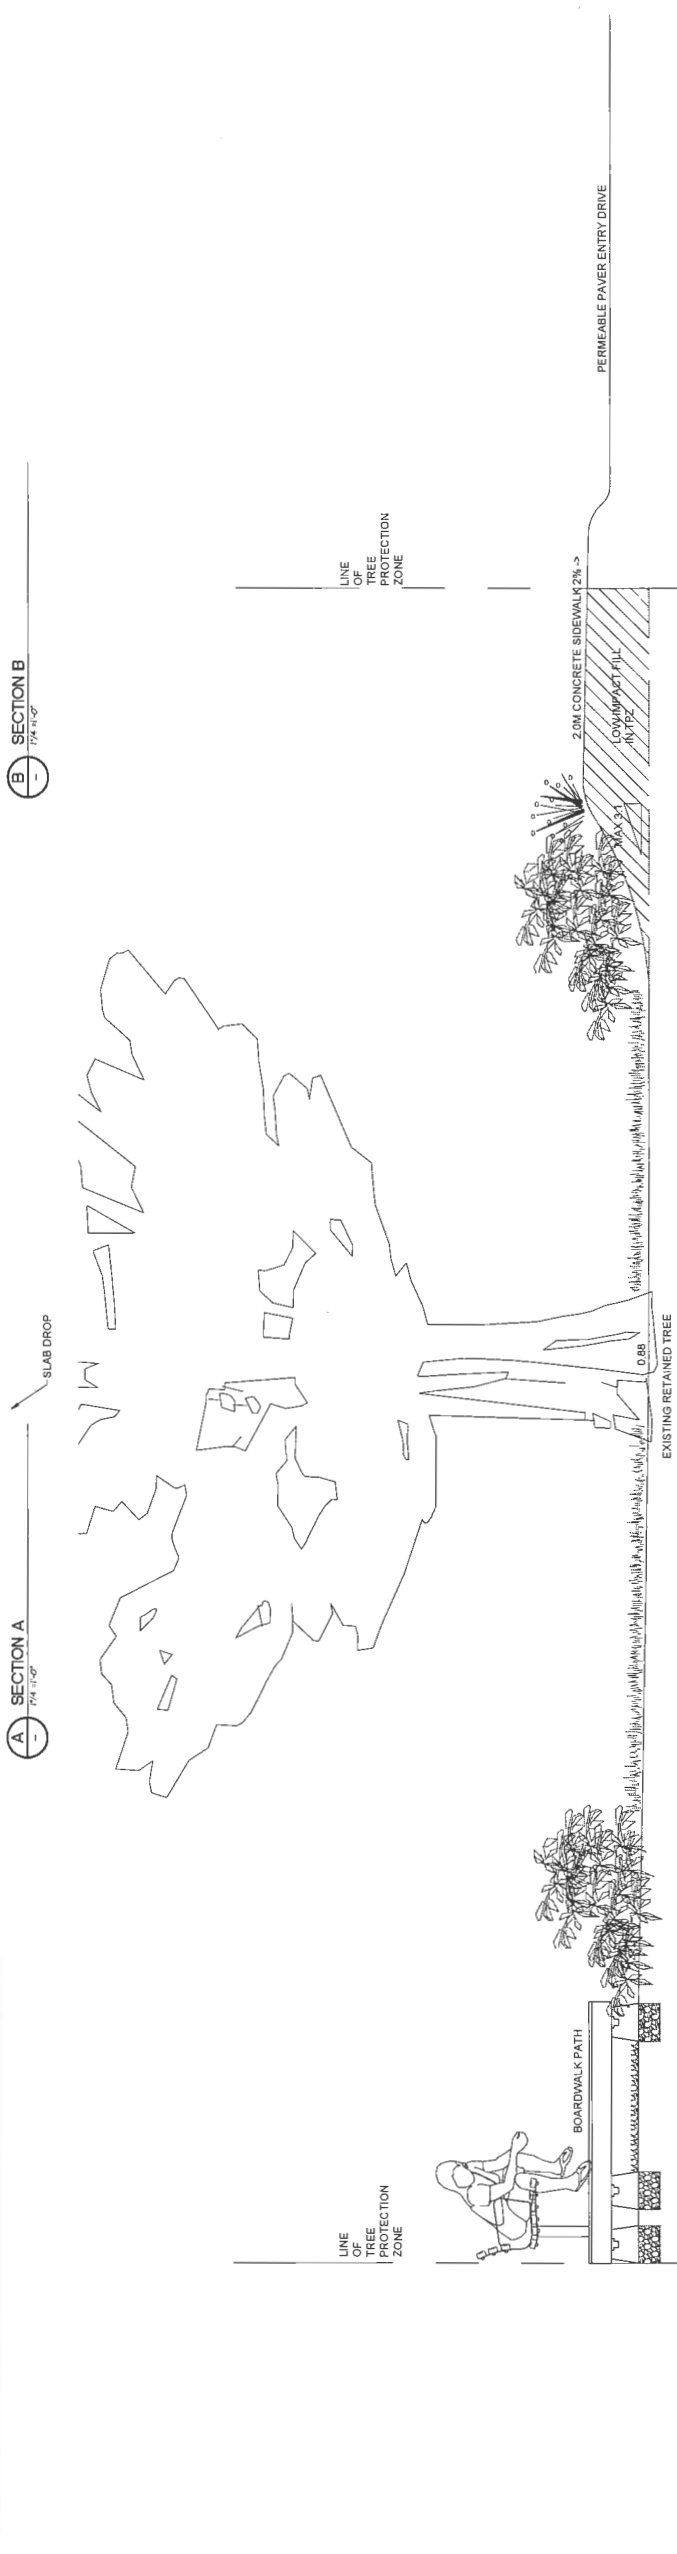 A
SECTION A
-
1"/4 =1'-0"
SLAB DROP
B
SECTION B
-
1"/4 =1'-0"
LINE
OF
TREE
PROTECTION
ZONE
BOARDWALK PATH
0.88
EXISTING RETAINED TREE
LINE
OF
TREE
PROTECTION
ZONE
2.0M CONCRETE SIDEWALK 2% ->
LOW IMPACT FILL
IN TPZ
MAX 3:1
PERMEABLE PAVER ENTRY DRIVE